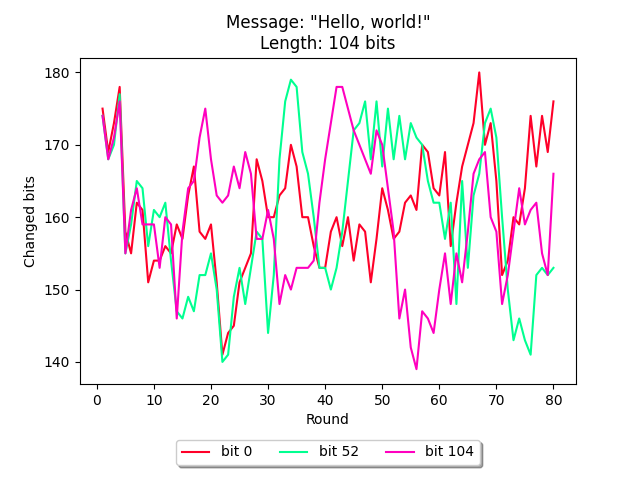 Message: "Hello, world!"
Length: 104 bits
180
170
160
150
140
Changed bits
0 10 20 30 40 50 60 70 80
Round
bit 0 bit 52 bit 104